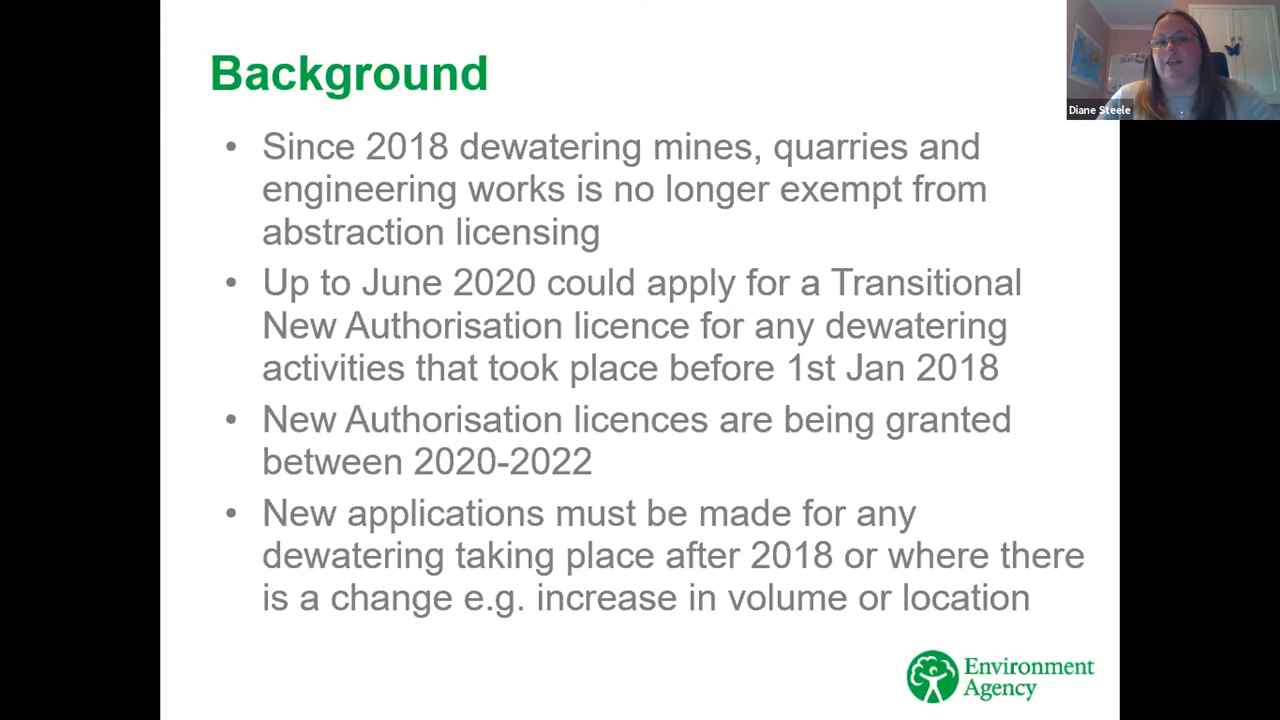 Background
Diane Steele
• Since 2018 dewatering mines, quarries and
engineering works is no longer exempt from
abstraction licensing
• Up to June 2020 could apply for a Transitional
New Authorisation licence for any dewatering
activities that took place before 1st Jan 2018
• New Authorisation licences are being granted
between 2020-2022
• New applications must be made for any
dewatering taking place after 2018 or where there
is a change e.g. increase in volume or location
Environment
Agency